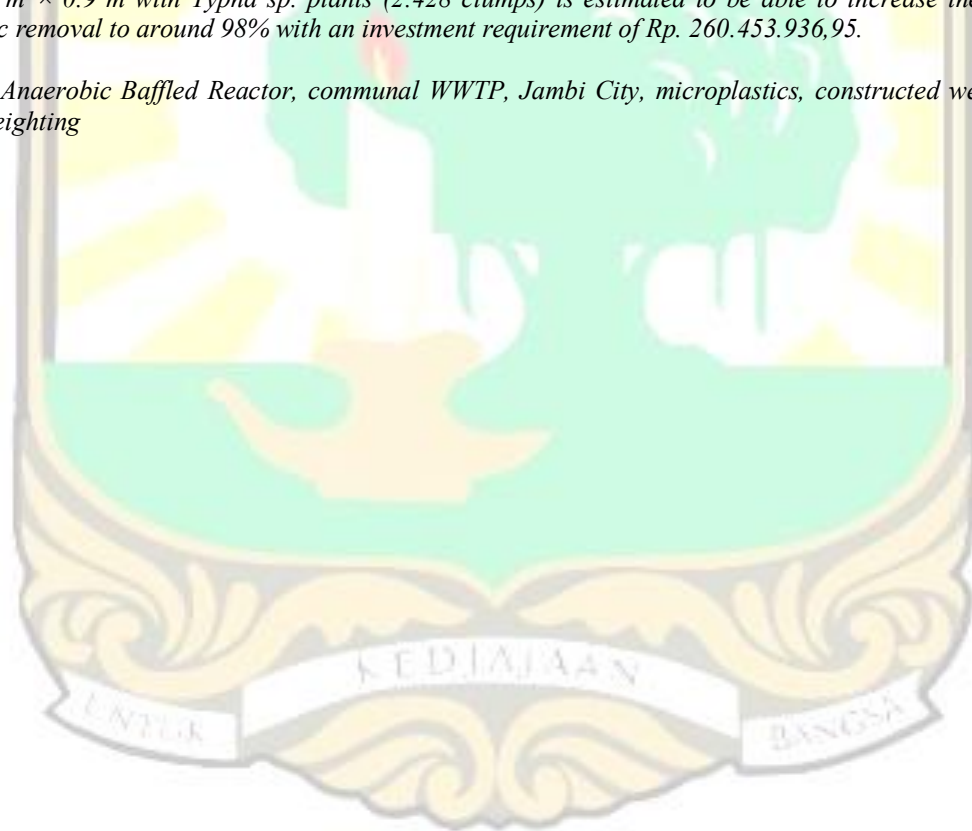 m × 0.9 m with Typha sp. plants (2.428 clumps) is estimated to be able to increase the
c removal to around 98% with an investment requirement of Rp. 260.453.936,95.
Anaerobic Baffled Reactor, communal WWTP, Jambi City, microplastics, constructed we
eighting
UNTUK KEDJAJAAN BANGSA